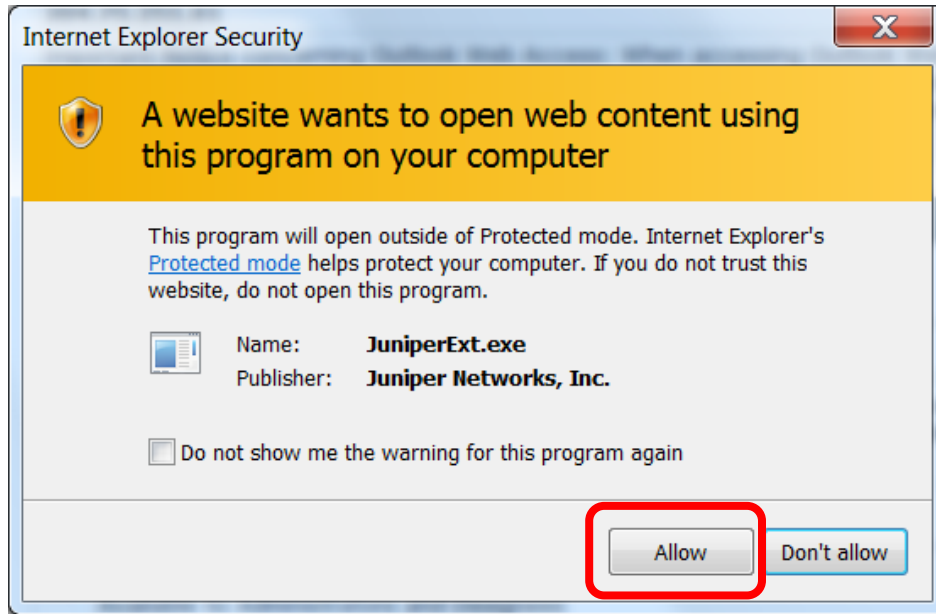 Internet Explorer Security
A website wants to open web content using
this program on your computer
This program will open outside of Protected mode. Internet Explorer's
Protected mode helps protect your computer. If you do not trust this
website, do not open this program.
Name: JuniperExt.exe
Publisher: Juniper Networks, Inc.
Do not show me the warning for this program again
Allow Don't allow